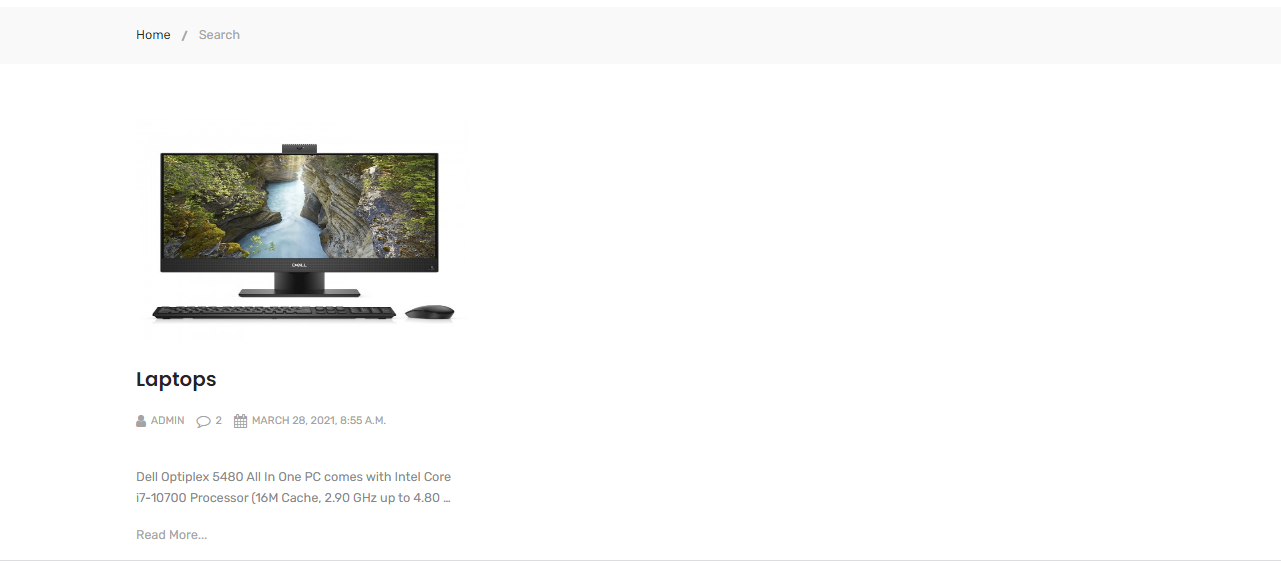 Home / Search
DELL
Laptops
ADMIN 2 MARCH 28, 2021, 8:55 A.M.
Dell Optiplex 5480 All In One PC comes with Intel Core
i7-10700 Processor (16M Cache, 2.90 GHz up to 4.80 ...
Read More...